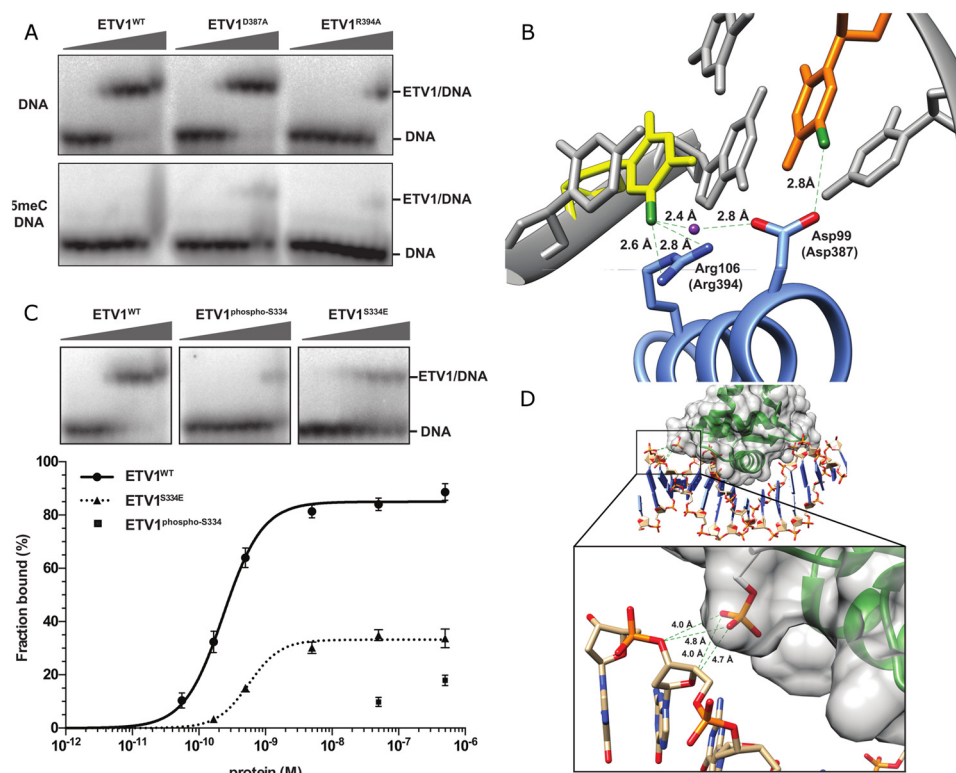 A
ETV1WT
ETV1D387A
ETV1R394A
DNA
ETV1/DNA
DNA
5meC
DNA
ETV1/DNA
DNA
B
2.8Å
2.4 Å
2.8 Å
2.6 Å
2.8 Å
Asp99
(Asp387)
Arg106
(Arg394)
C
ETV1WT
ETV1phospho-S334
ETV1S334E
ETV1/DNA
DNA
100
80
60
40
20
0
Fraction bound (%)
ETV1WT
ETV1S334E
ETV1phospho-S334
10-12
10-11
10-10
10-9
10-8
10-7
10-6
protein (M)
D
4.0 Å
4.8 Å
4.0 Å
4.7 Å